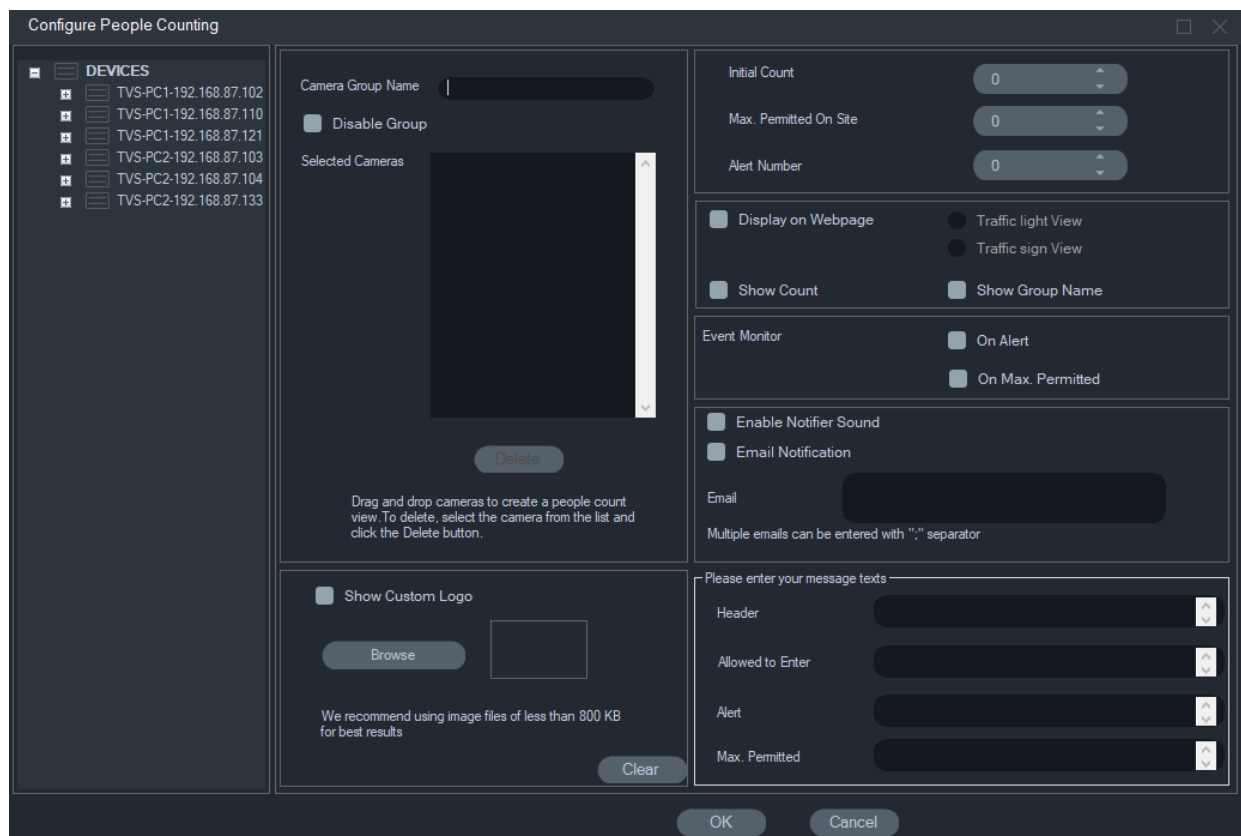 Configure People Counting
DEVICES
TVS-PC1-192.168.87.102
TVS-PC1-192.168.87.110
TVS-PC1-192.168.87.121
TVS-PC2-192.168.87.103
TVS-PC2-192.168.87.104
TVS-PC2-192.168.87.133
Camera Group Name
Disable Group
Selected Cameras
Delete
Drag and drop cameras to create a people count
view.To delete, select the camera from the list and
click the Delete button.
Show Custom Logo
Browse
We recommend using image files of less than 800 KB
for best results
Clear
Initial Count 0
Max. Permitted On Site 0
Alert Number 0
Display on Webpage Traffic light View
Traffic sign View
Show Count Show Group Name
Event Monitor On Alert
On Max. Permitted
Enable Notifier Sound
Email Notification
Email
Multiple emails can be entered with ";" separator
Please enter your message texts
Header
Allowed to Enter
Alert
Max. Permitted
OK Cancel